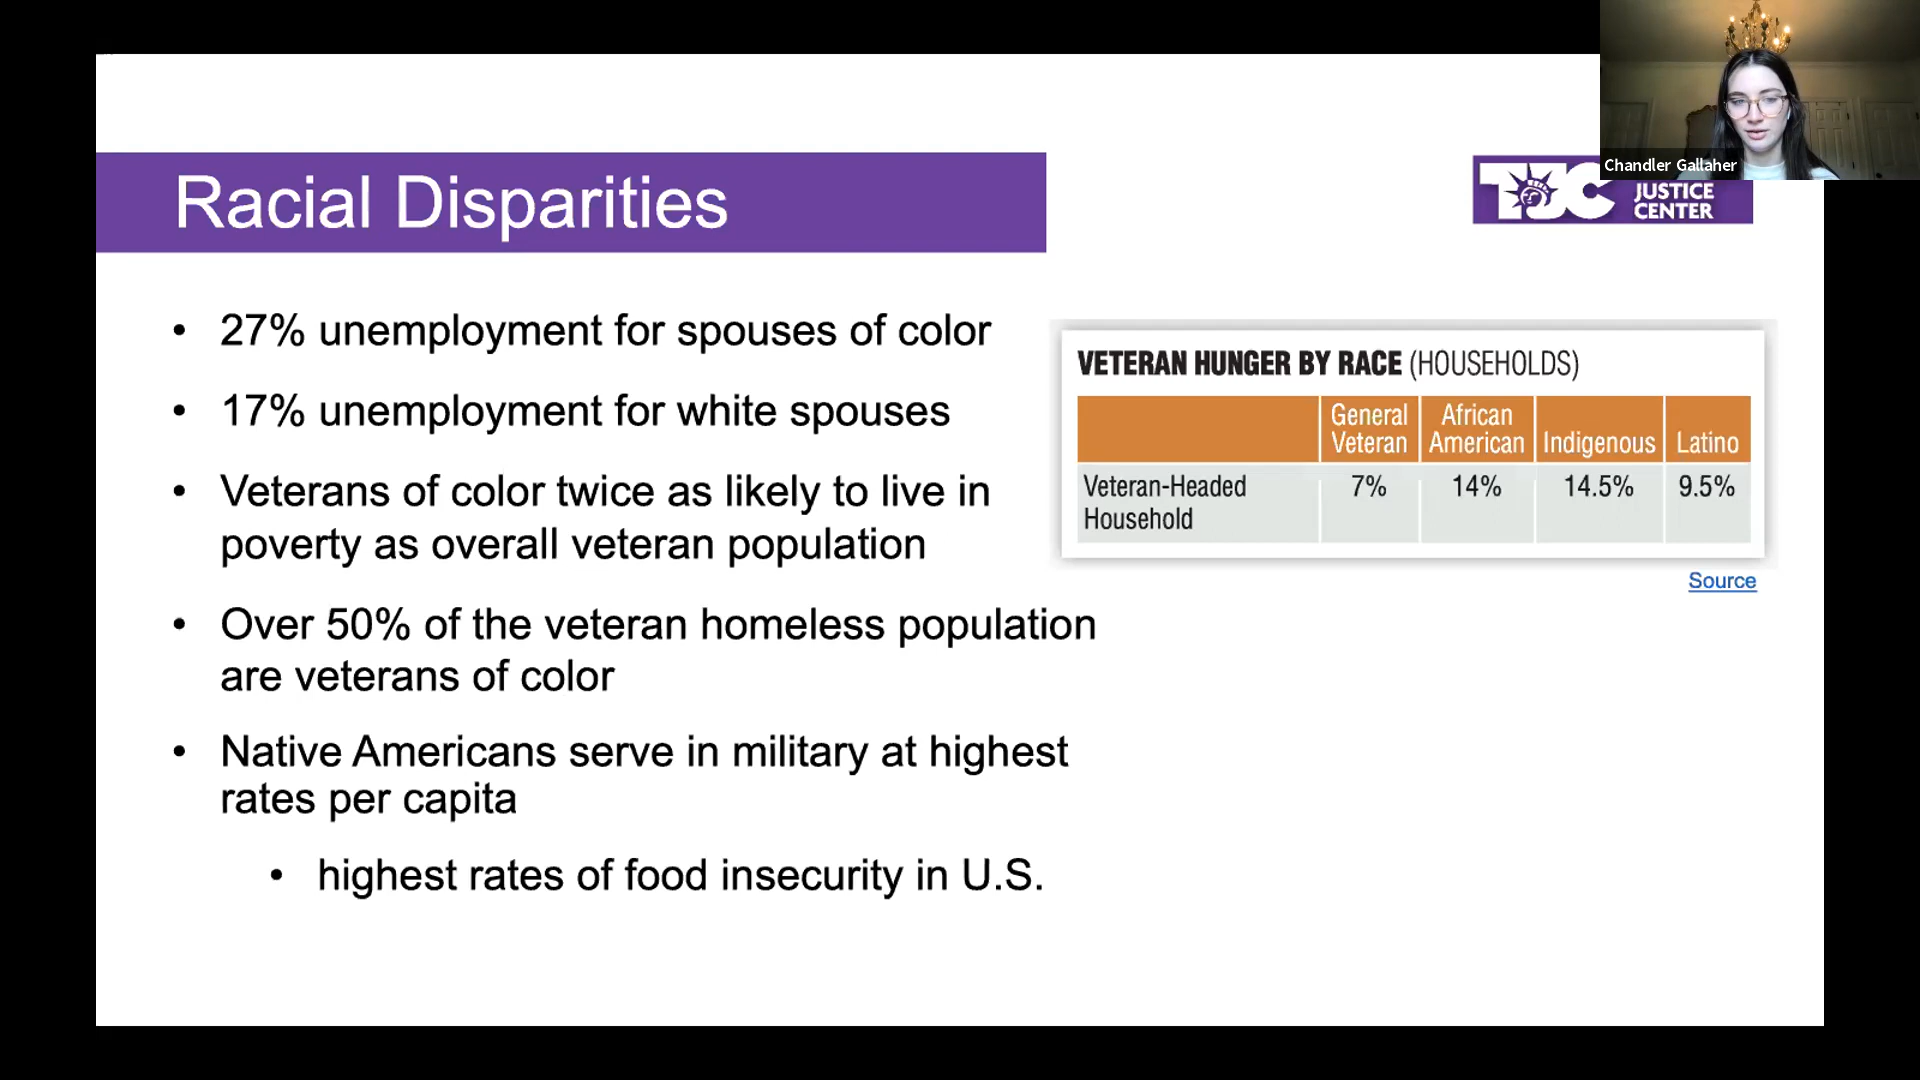 Chandler Gallaher
Racial Disparities
TJC JUSTICE
CENTER
• 27% unemployment for spouses of color
• 17% unemployment for white spouses
• Veterans of color twice as likely to live in
poverty as overall veteran population
• Over 50% of the veteran homeless population
are veterans of color
• Native Americans serve in military at highest
rates per capita
• highest rates of food insecurity in U.S.
VETERAN HUNGER BY RACE (HOUSEHOLDS)
General African
Veteran American Indigenous Latino
Veteran-Headed 7% 14% 14.5% 9.5%
Household
Source